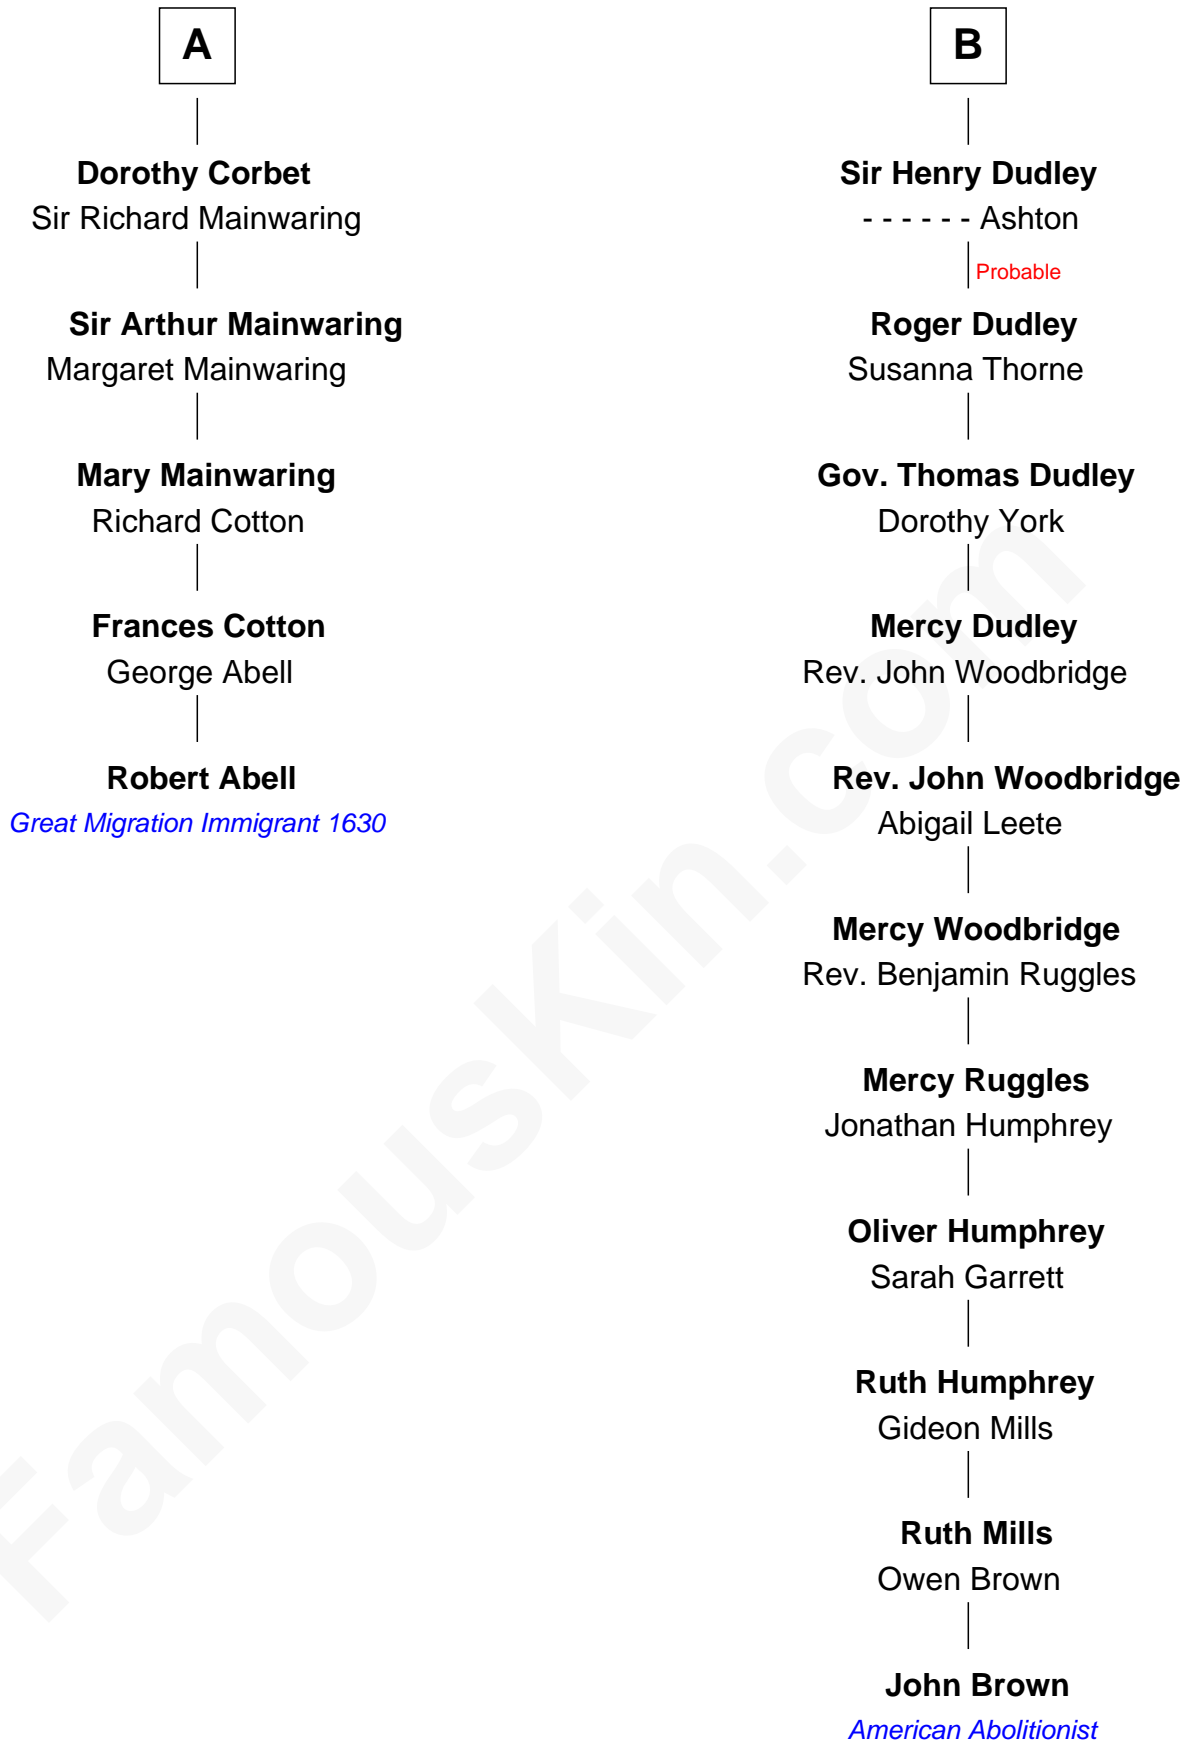 A
Dorothy Corbet
Sir Richard Mainwaring
Sir Arthur Mainwaring
Margaret Mainwaring
Mary Mainwaring
Richard Cotton
Frances Cotton
George Abell
Robert Abell
Great Migration Immigrant 1630
B
Sir Henry Dudley
- - - - - - Ashton
Probable
Roger Dudley
Susanna Thorne
Gov. Thomas Dudley
Dorothy York
Mercy Dudley
Rev. John Woodbridge
Rev. John Woodbridge
Abigail Leete
Mercy Woodbridge
Rev. Benjamin Ruggles
Mercy Ruggles
Jonathan Humphrey
Oliver Humphrey
Sarah Garrett
Ruth Humphrey
Gideon Mills
Ruth Mills
Owen Brown
John Brown
American Abolitionist
FamousKin.com